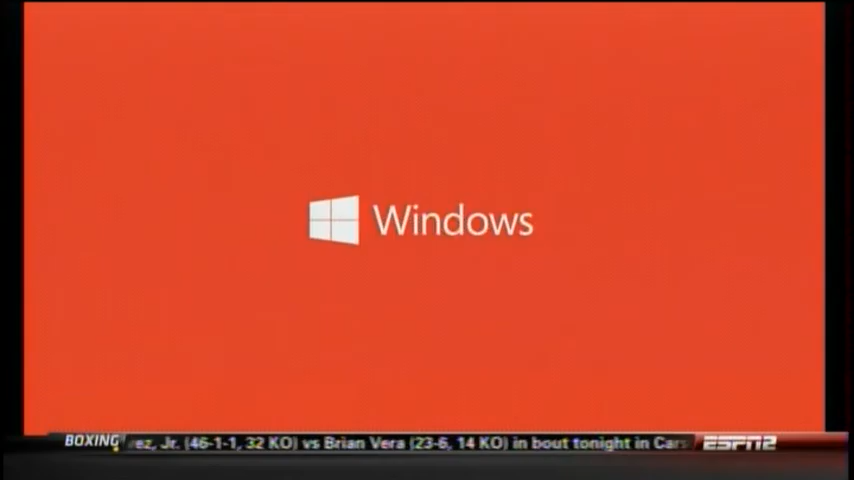 Windows
BOXING
ez, Jr. (46-1-1, 32 KO) vs Brian Vera (23-6, 14 KO) in bout tonight in Cars
ESPN2